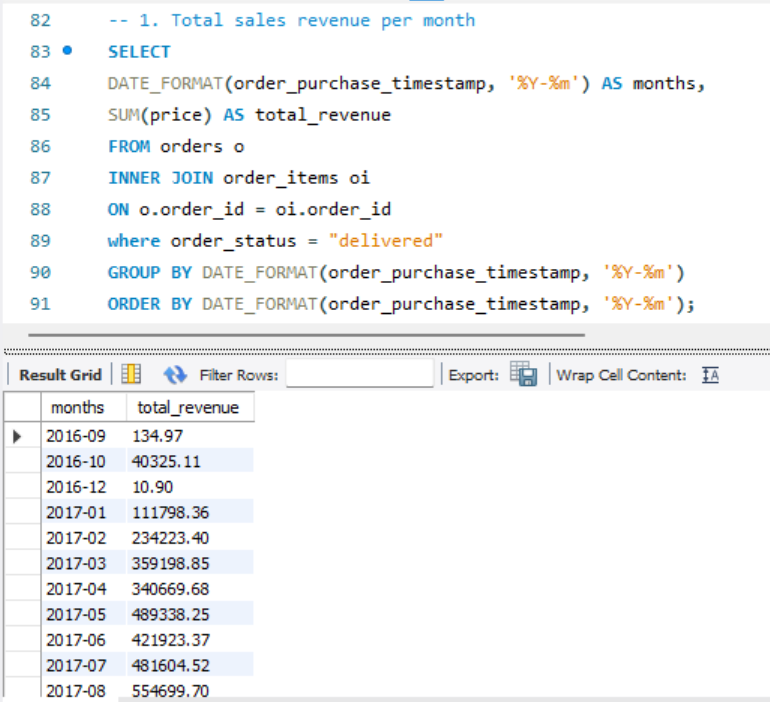 82 -- 1. Total sales revenue per month
83 SELECT
84 DATE_FORMAT(order_purchase_timestamp, '%Y-%m') AS months,
85 SUM(price) AS total_revenue
86 FROM orders o
87 INNER JOIN order_items oi
88 ON o.order_id = oi.order_id
89 where order_status = "delivered"
90 GROUP BY DATE_FORMAT(order_purchase_timestamp, '%Y-%m')
91 ORDER BY DATE_FORMAT(order_purchase_timestamp, '%Y-%m');
Result Grid Filter Rows: Export: Wrap Cell Content: IA
months total_revenue
2016-09 134.97
2016-10 40325.11
2016-12 10.90
2017-01 111798.36
2017-02 234223.40
2017-03 359198.85
2017-04 340669.68
2017-05 489338.25
2017-06 421923.37
2017-07 481604.52
2017-08 554699.70